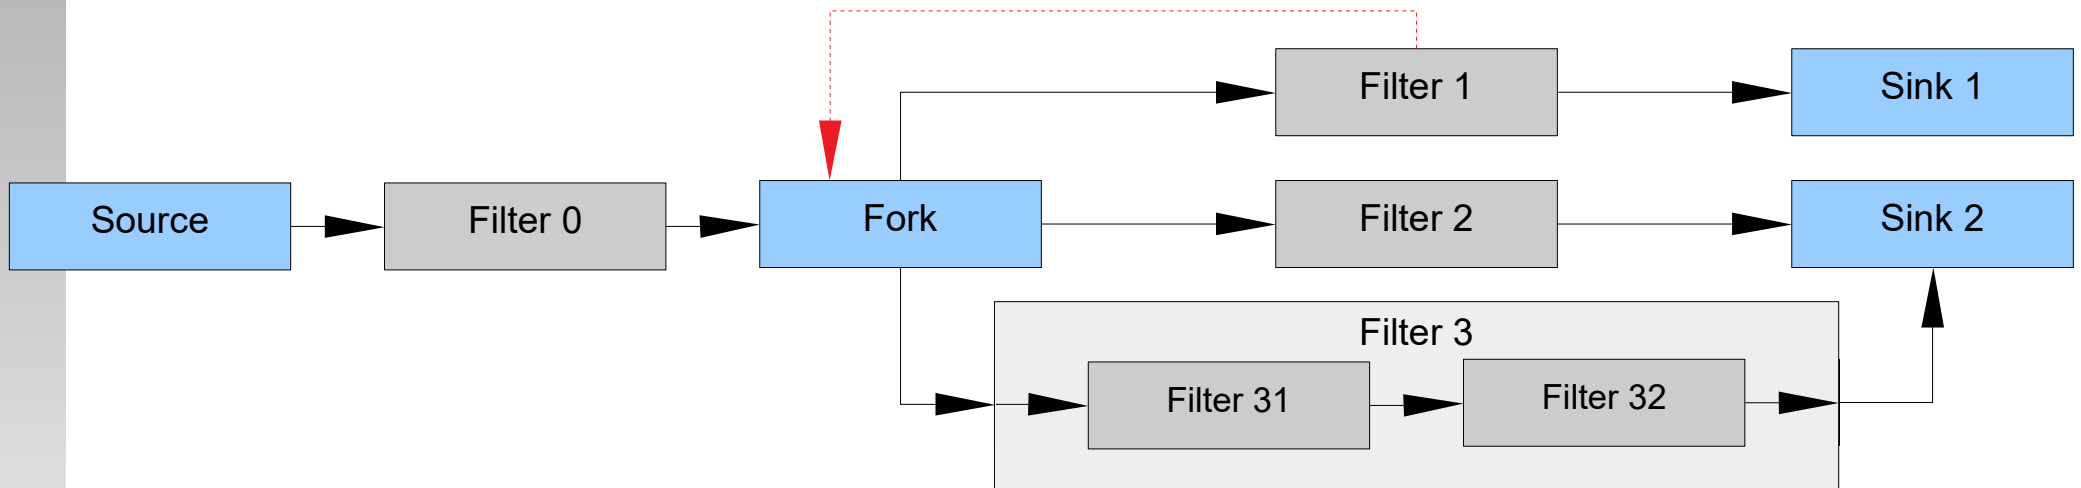 Filter 1
Sink 1
Source
Filter 0
Fork
Filter 2
Sink 2
Filter 3
Filter 31
Filter 32